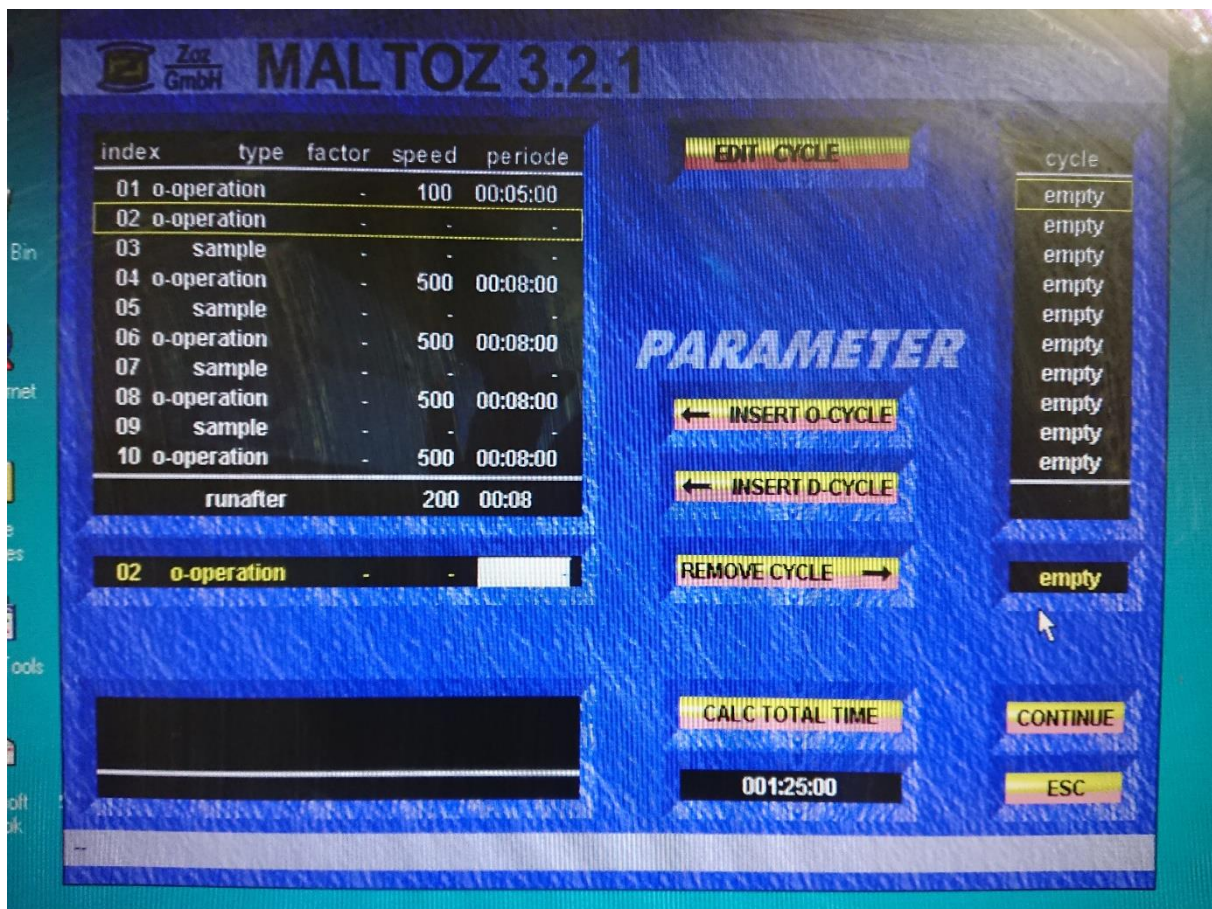 Zoz
GmbH
MALTOZ 3.2.1
index type factor speed periode
01 o-operation - 100 00:05:00
02 o-operation - - -
03 sample - - -
04 o-operation - 500 00:08:00
05 sample - - -
06 o-operation - 500 00:08:00
07 sample - - -
08 o-operation - 500 00:08:00
09 sample - - -
10 o-operation - 500 00:08:00
runafter 200 00:08
02 o-operation - - -
EDIT CYCLE
PARAMETER
← INSERT O-CYCLE
← INSERT D-CYCLE
REMOVE CYCLE →
CALC TOTAL TIME
001:25:00
cycle
empty
empty
empty
empty
empty
empty
empty
empty
empty
empty
empty
CONTINUE
ESC
Bin
Tools